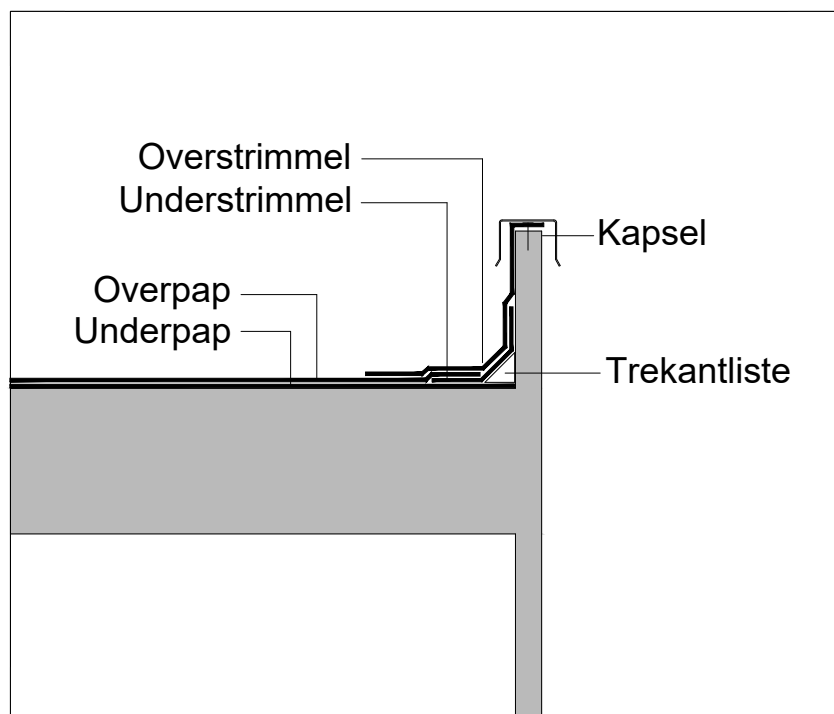 Overstrimmel
Understrimmel
Kapsel
Overpap
Underpap
Trekantliste